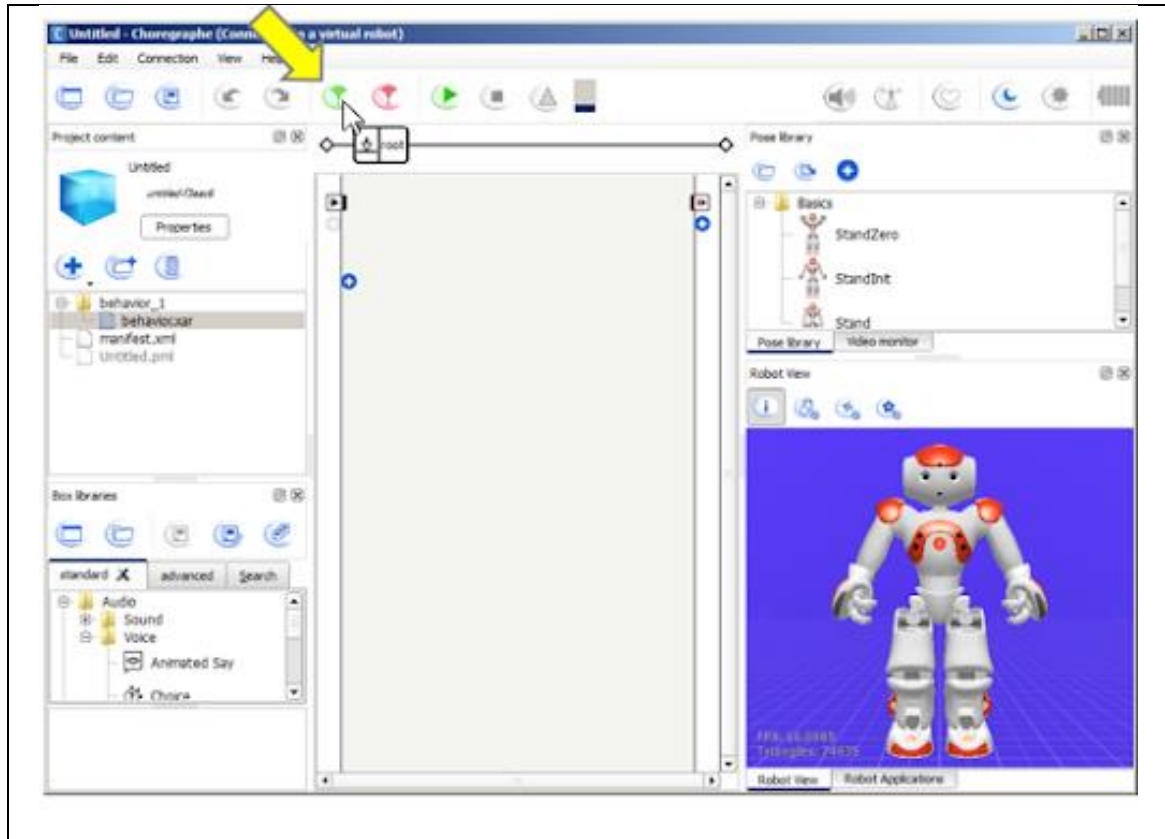 Untitled - Choregraphe (Connec a virtual robot)
File Edit Connection View Help
Project content
Untitled
Properties
behavior_1
behavior.xar
manifest.xml
Untitled.pml
Box libraries
standard advanced Search
Audio
Sound
Voice
Animated Say
Choice
root
Pose library
Basics
StandZero
StandInit
Stand
Pose library Video monitor
Robot View
Robot View Robot Applications